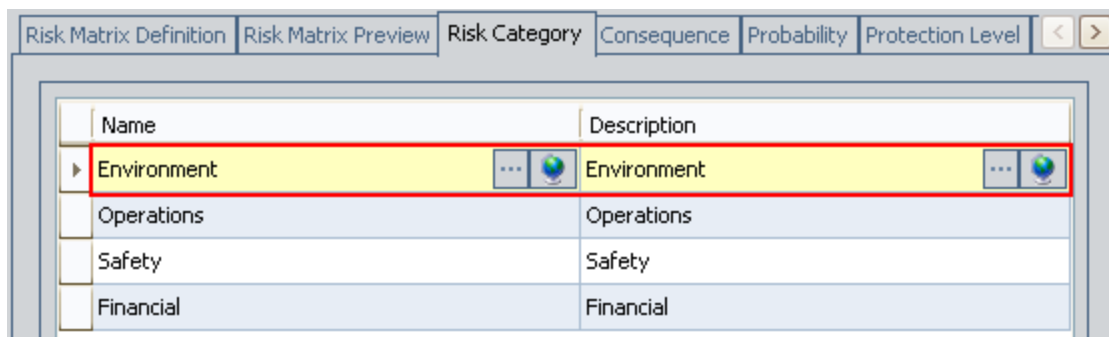 Risk Matrix Definition Risk Matrix Preview Risk Category Consequence Probability Protection Level
Name Description
Environment ... Environment ...
Operations Operations
Safety Safety
Financial Financial